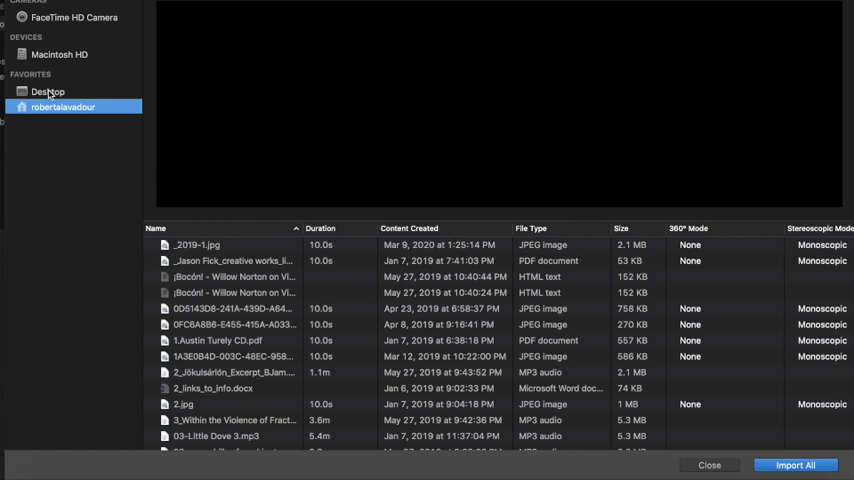 CAMERAS
FaceTime HD Camera
DEVICES
Macintosh HD
FAVORITES
Desktop
robertalavadour
Name Duration Content Created File Type Size 360° Mode Stereoscopic Mode
_2019-1.jpg 10.0s Mar 9, 2020 at 1:25:14 PM JPEG image 2.1 MB None Monoscopic
_Jason Fick_creative works_li... 10.0s Jan 7, 2019 at 7:41:03 PM PDF document 53 KB None Monoscopic
¡Bocón! - Willow Norton on Vi... May 27, 2019 at 10:40:44 PM HTML text 152 KB
¡Bocón! - Willow Norton on Vi... May 27, 2019 at 10:40:24 PM HTML text 152 KB
0D5143D8-241A-439D-A64... 10.0s Apr 23, 2019 at 6:58:37 PM JPEG image 758 KB None Monoscopic
0FC6A8B6-E455-415A-A033... 10.0s Apr 8, 2019 at 9:16:41 PM JPEG image 270 KB None Monoscopic
1.Austin Turely CD.pdf 10.0s Jan 7, 2019 at 6:38:18 PM PDF document 557 KB None Monoscopic
1A3E0B4D-003C-48EC-958... 10.0s Mar 12, 2019 at 10:22:00 PM JPEG image 586 KB None Monoscopic
2_Jökulsárlón_Excerpt_BJam.... 1.1m May 27, 2019 at 9:43:52 PM MP3 audio 2.1 MB
2_links_to_info.docx Jan 6, 2019 at 9:02:33 PM Microsoft Word doc... 74 KB
2.jpg 10.0s Jan 7, 2019 at 9:04:18 PM JPEG image 1 MB None Monoscopic
3_Within the Violence of Fract... 3.6m May 27, 2019 at 9:42:36 PM MP3 audio 5.3 MB
03-Little Dove 3.mp3 5.4m Jan 7, 2019 at 11:37:04 PM MP3 audio 5.3 MB
Close Import All